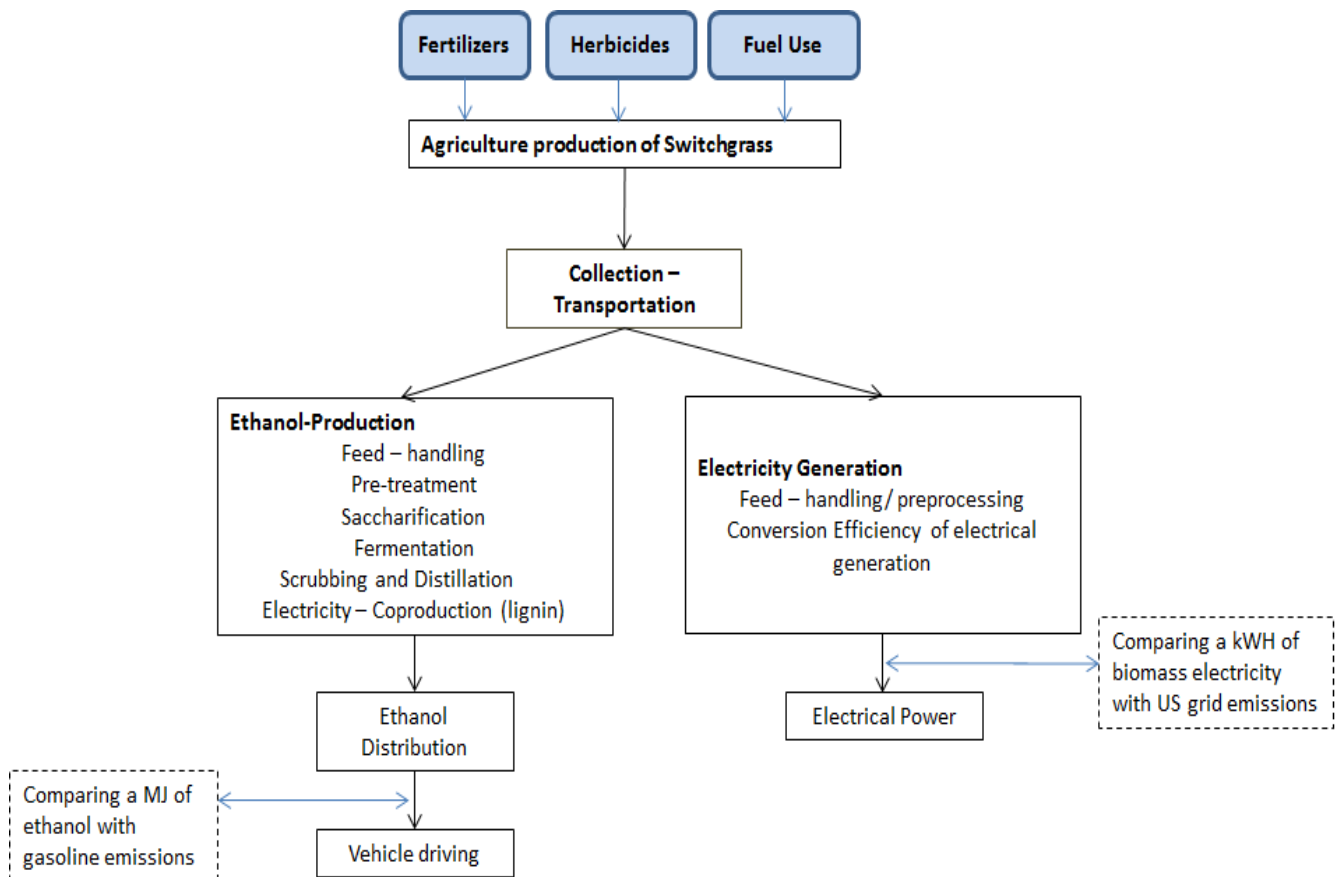 Fertilizers
Herbicides
Fuel Use
Agriculture production of Switchgrass
Collection –
Transportation
Ethanol-Production
Feed – handling
Pre-treatment
Saccharification
Fermentation
Scrubbing and Distillation
Electricity – Coproduction (lignin)
Electricity Generation
Feed – handling/ preprocessing
Conversion Efficiency of electrical
generation
Comparing a kWH of
biomass electricity
with US grid emissions
Ethanol
Distribution
Electrical Power
Comparing a MJ of
ethanol with
gasoline emissions
Vehicle driving